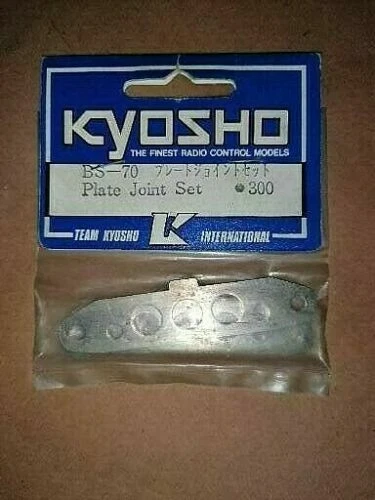 KYOSHO
THE FINEST RADIO CONTROL MODELS
BS-70 プレートジョイントセット
Plate Joint Set ●300
TEAM KYOSHO K INTERNATIONAL